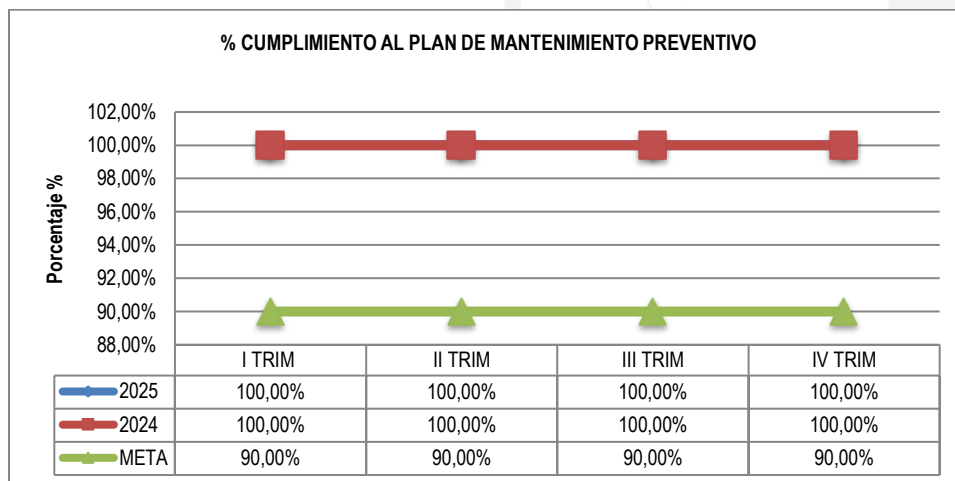 % CUMPLIMIENTO AL PLAN DE MANTENIMIENTO PREVENTIVO
Porcentaje %
102,00%
100,00%
98,00%
96,00%
94,00%
92,00%
90,00%
88,00%
I TRIM II TRIM III TRIM IV TRIM
2025 100,00% 100,00% 100,00% 100,00%
2024 100,00% 100,00% 100,00% 100,00%
META 90,00% 90,00% 90,00% 90,00%